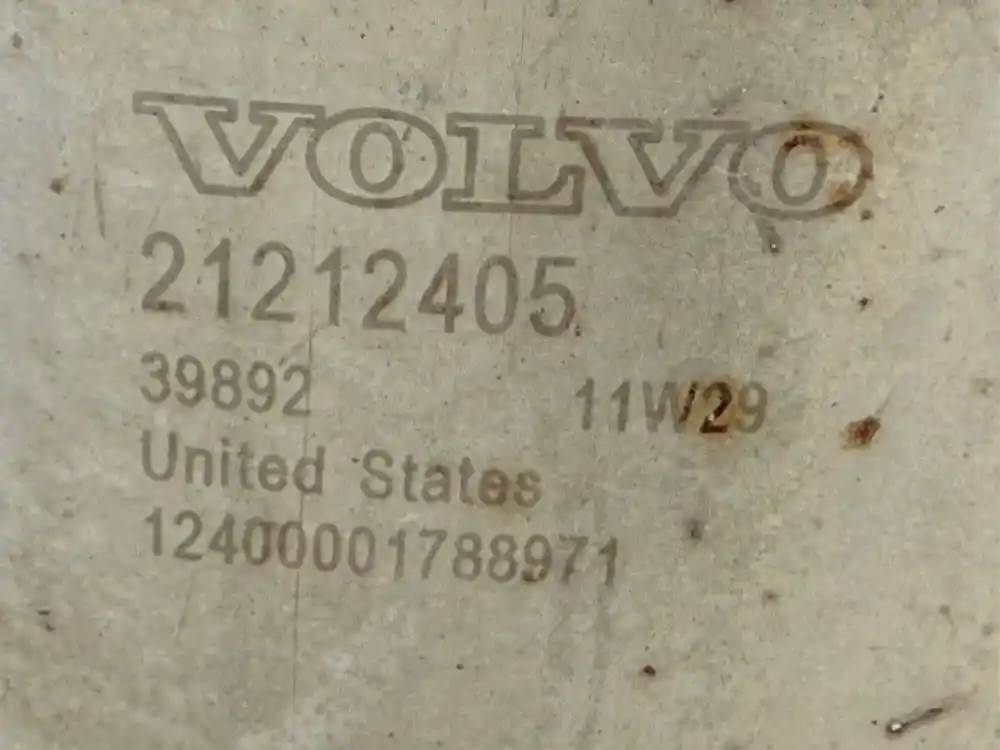 VOLVO
21212405
39892 11W29
United States
12400001788971